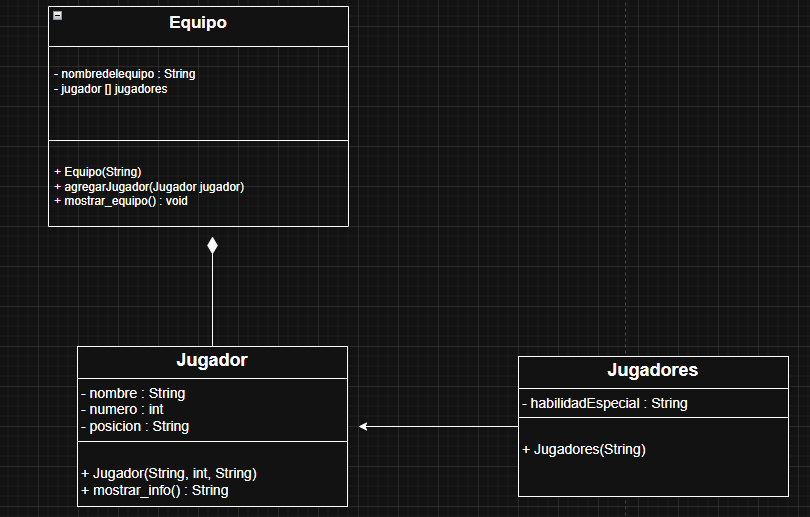 Equipo
- nombredelequipo : String
- jugador [] jugadores
+ Equipo(String)
+ agregarJugador(Jugador jugador)
+ mostrar_equipo() : void
Jugador
- nombre : String
- numero : int
- posicion : String
+ Jugador(String, int, String)
+ mostrar_info() : String
Jugadores
- habilidadEspecial : String
+ Jugadores(String)